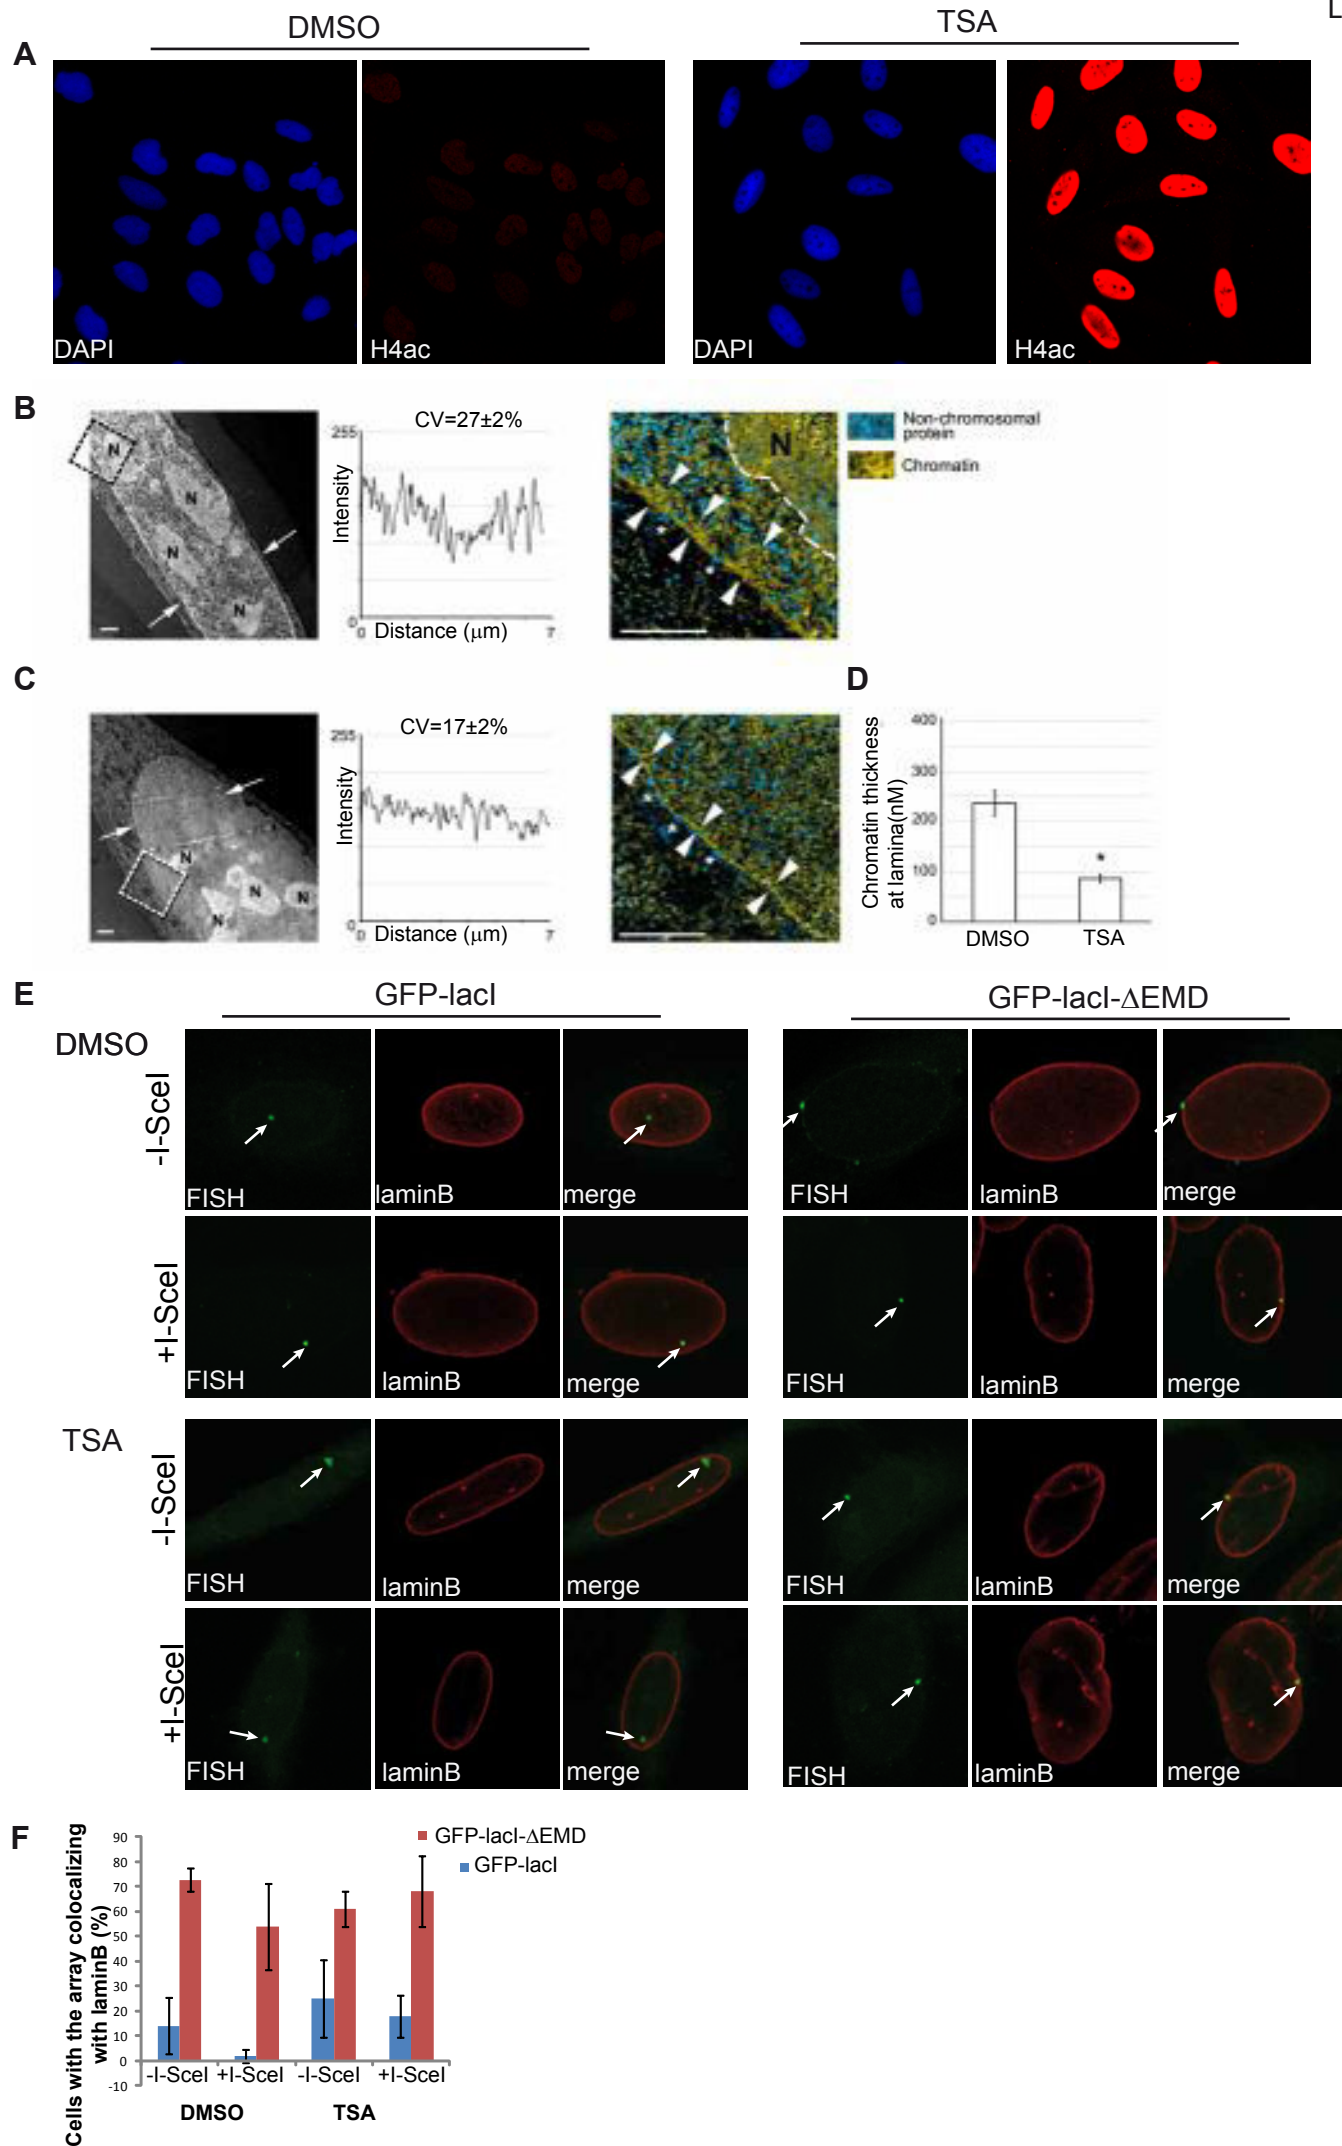 L
DMSO
TSA
A
DAPI
H4ac
DAPI
H4ac
B
N
N
N
N
CV=27±2%
255
Intensity
0
0
Distance (µm)
7
N
Non-chromosomal
protein
Chromatin
C
N
N
N
N
CV=17±2%
255
Intensity
0
0
Distance (µm)
7
D
Chromatin thickness
at lamina(nM)
400
300
200
100
0
*
DMSO
TSA
E
GFP-lacI
GFP-lacI-ΔEMD
DMSO
-I-SceI
FISH
laminB
merge
FISH
laminB
merge
+I-SceI
FISH
laminB
merge
FISH
laminB
merge
TSA
-I-SceI
FISH
laminB
merge
FISH
laminB
merge
+I-SceI
FISH
laminB
merge
FISH
laminB
merge
F
Cells with the array colocalizing
with laminB (%)
90
80
70
60
50
40
30
20
10
0
-10
GFP-lacI-ΔEMD
GFP-lacI
-I-SceI
+I-SceI
-I-SceI
+I-SceI
DMSO
TSA